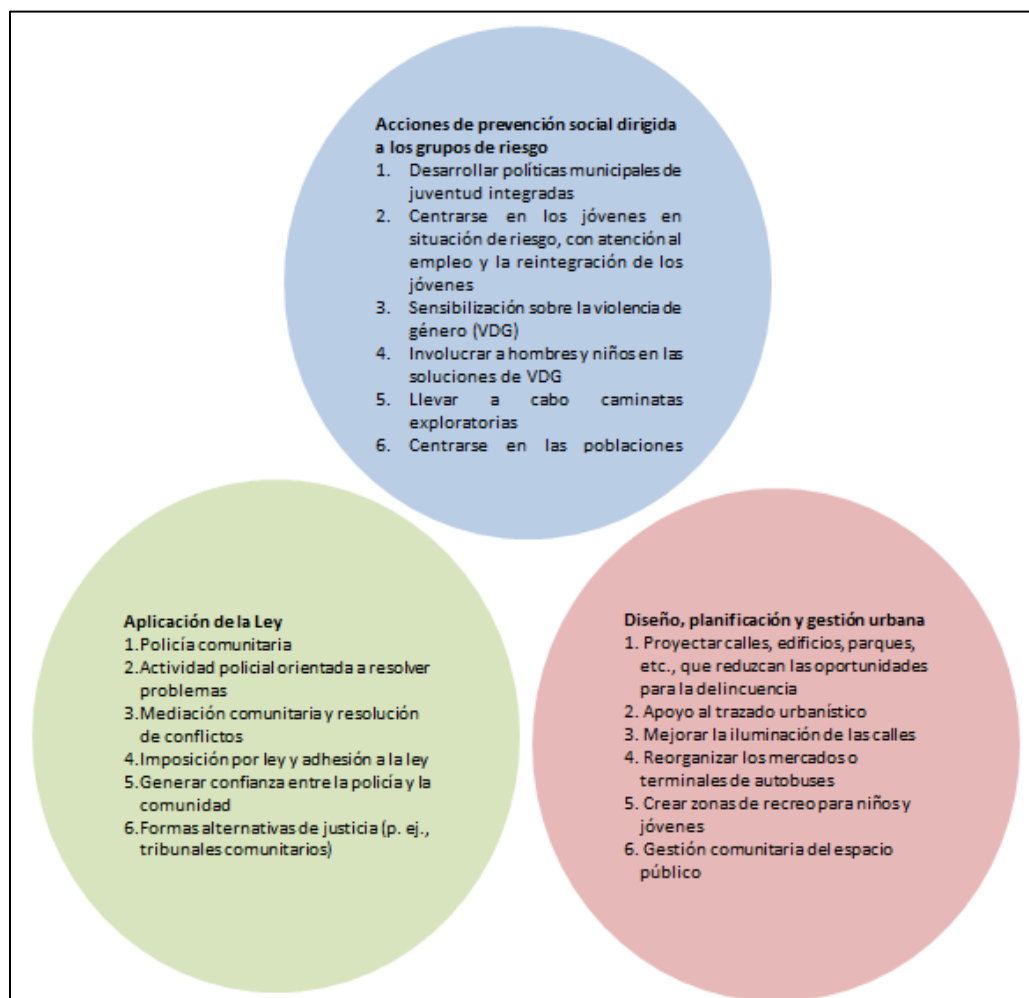 Acciones de prevención social dirigida
a los grupos de riesgo
1. Desarrollar políticas municipales de
juventud integradas
2. Centrarse en los jóvenes en
situación de riesgo, con atención al
empleo y la reintegración de los
jóvenes
3. Sensibilización sobre la violencia de
género (VDG)
4. Involucrar a hombres y niños en las
soluciones de VDG
5. Llevar a cabo caminatas
exploratorias
6. Centrarse en las poblaciones
Aplicación de la Ley
1. Policía comunitaria
2. Actividad policial orientada a resolver
problemas
3. Mediación comunitaria y resolución
de conflictos
4. Imposición por ley y adhesión a la ley
5. Generar confianza entre la policía y la
comunidad
6. Formas alternativas de justicia (p. ej.,
tribunales comunitarios)
Diseño, planificación y gestión urbana
1. Proyectar calles, edificios, parques,
etc., que reduzcan las oportunidades
para la delincuencia
2. Apoyo al trazado urbanístico
3. Mejorar la iluminación de las calles
4. Reorganizar los mercados o
terminales de autobuses
5. Crear zonas de recreo para niños y
jóvenes
6. Gestión comunitaria del espacio
público